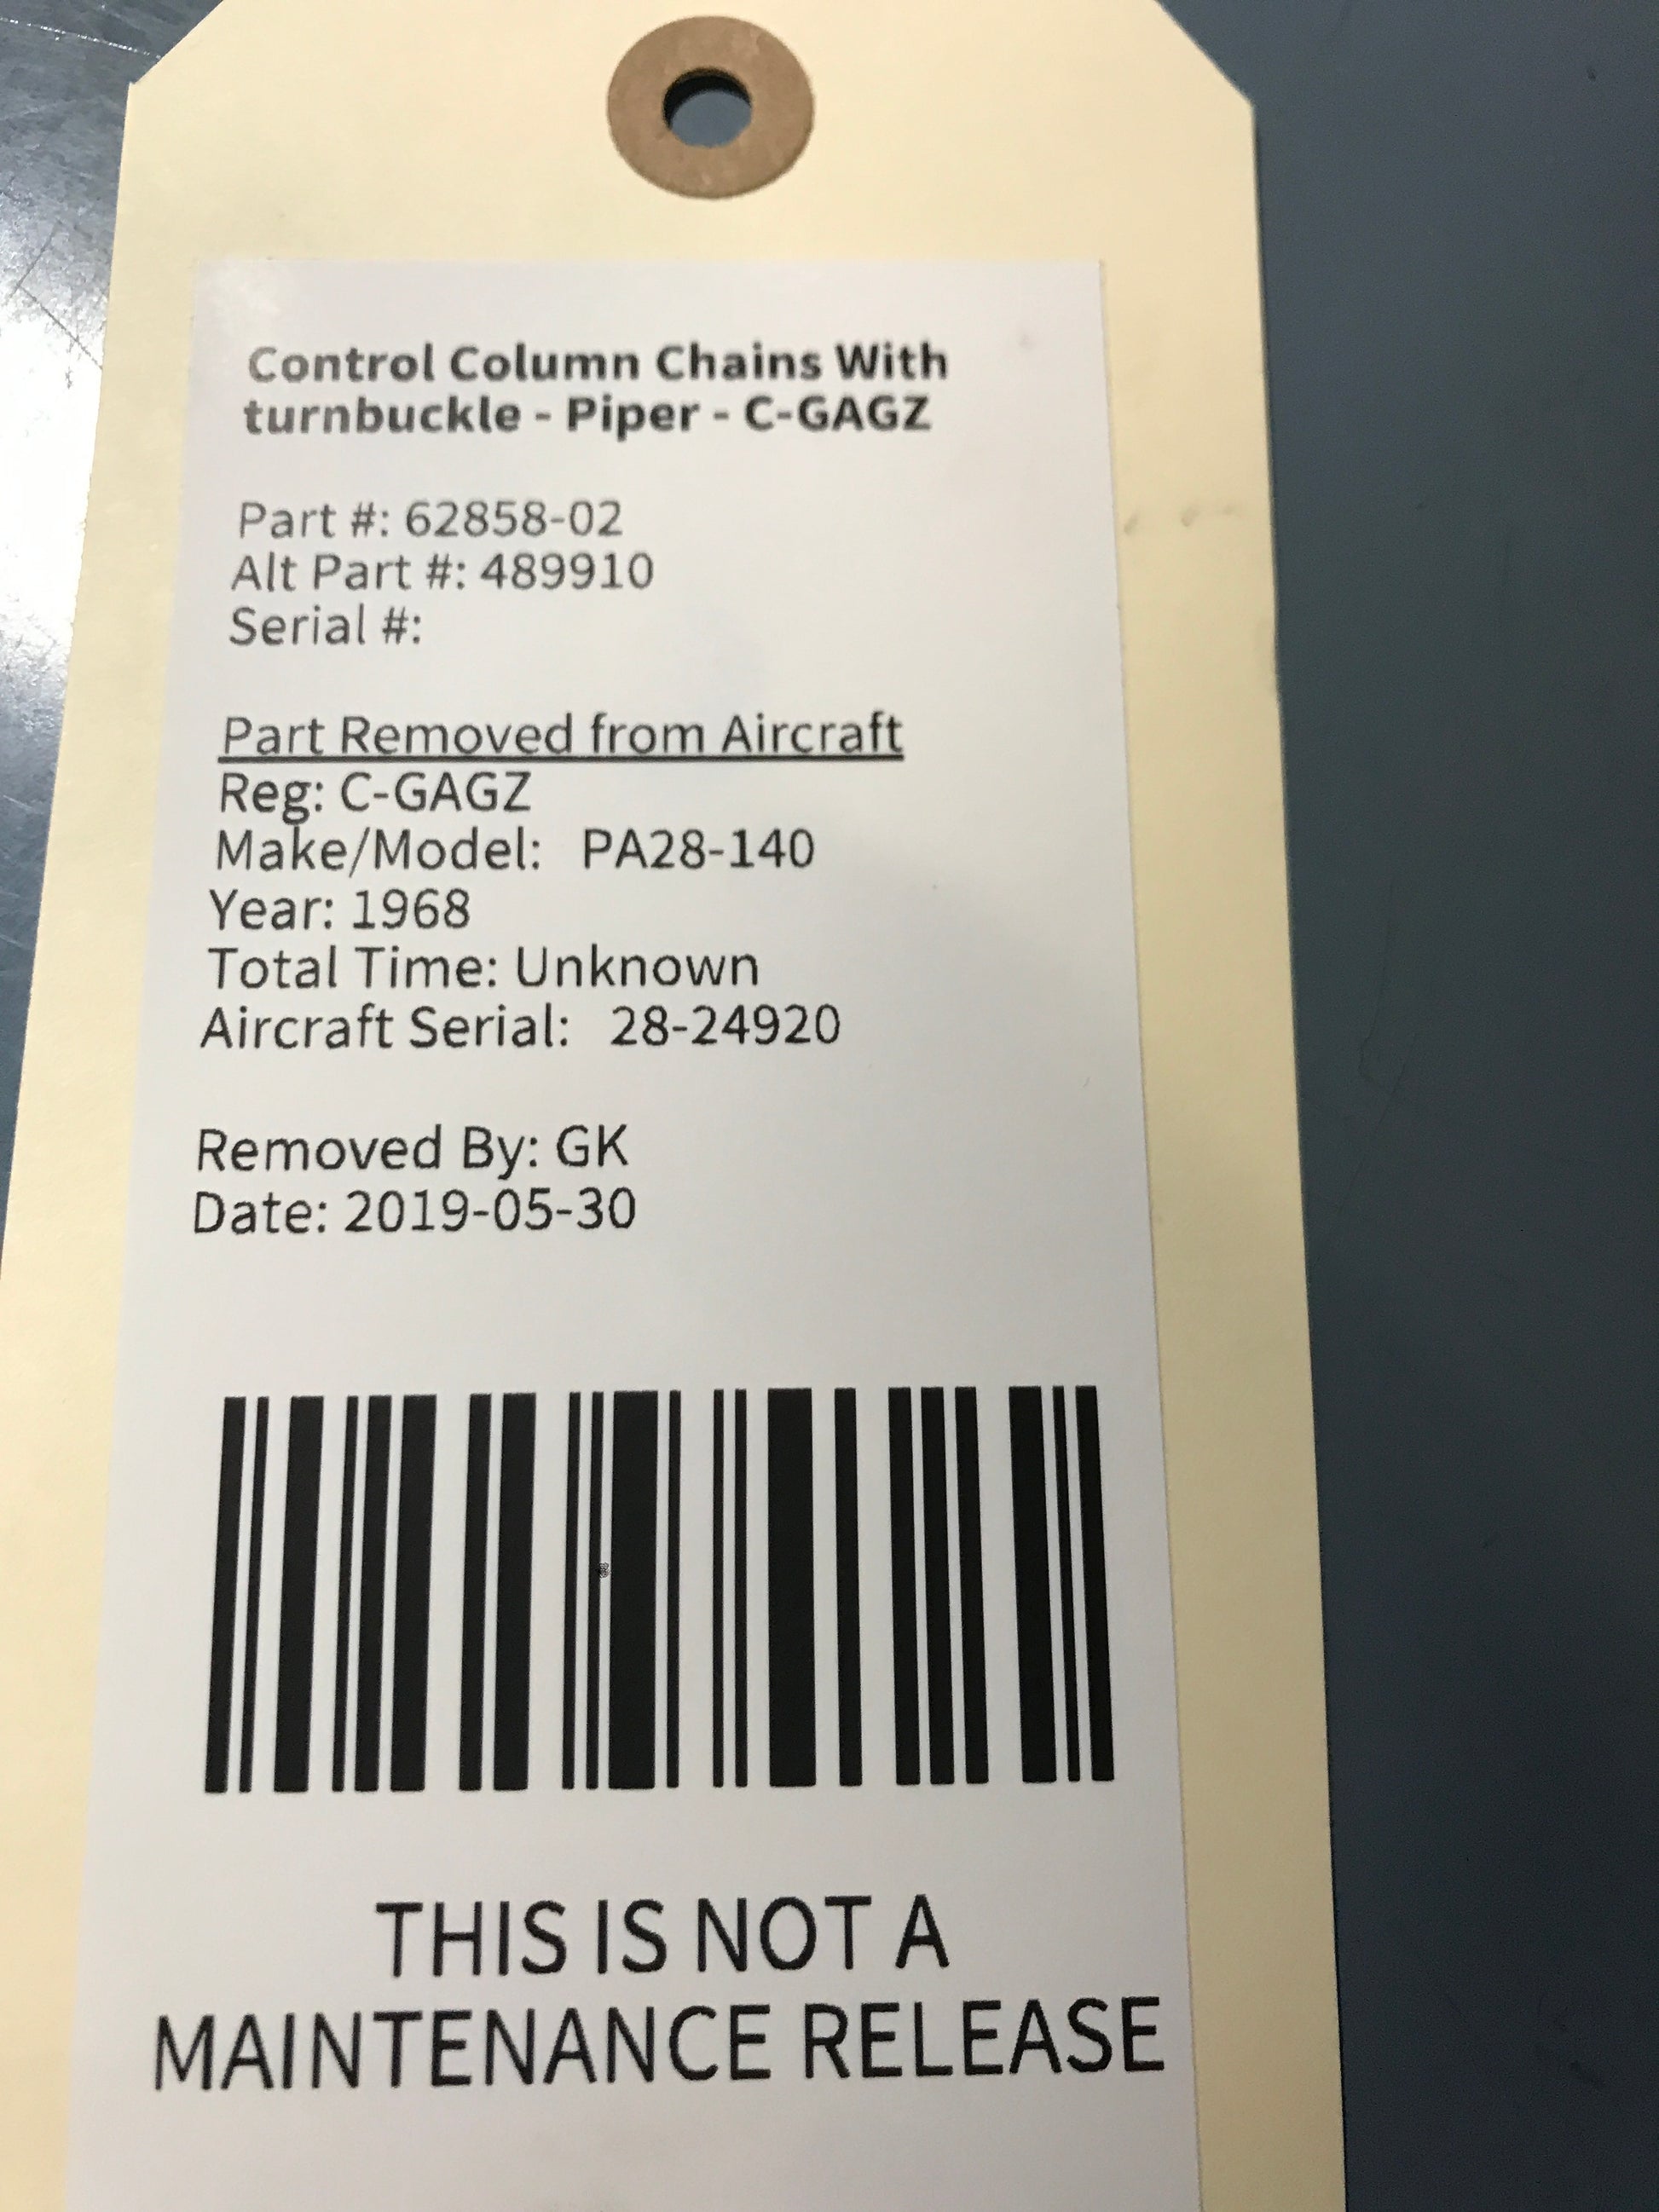 Control Column Chains With
turnbuckle - Piper - C-GAGZ
Part #: 62858-02
Alt Part #: 489910
Serial #:
Part Removed from Aircraft
Reg: C-GAGZ
Make/Model: PA28-140
Year: 1968
Total Time: Unknown
Aircraft Serial: 28-24920
Removed By: GK
Date: 2019-05-30
THIS IS NOT A
MAINTENANCE RELEASE